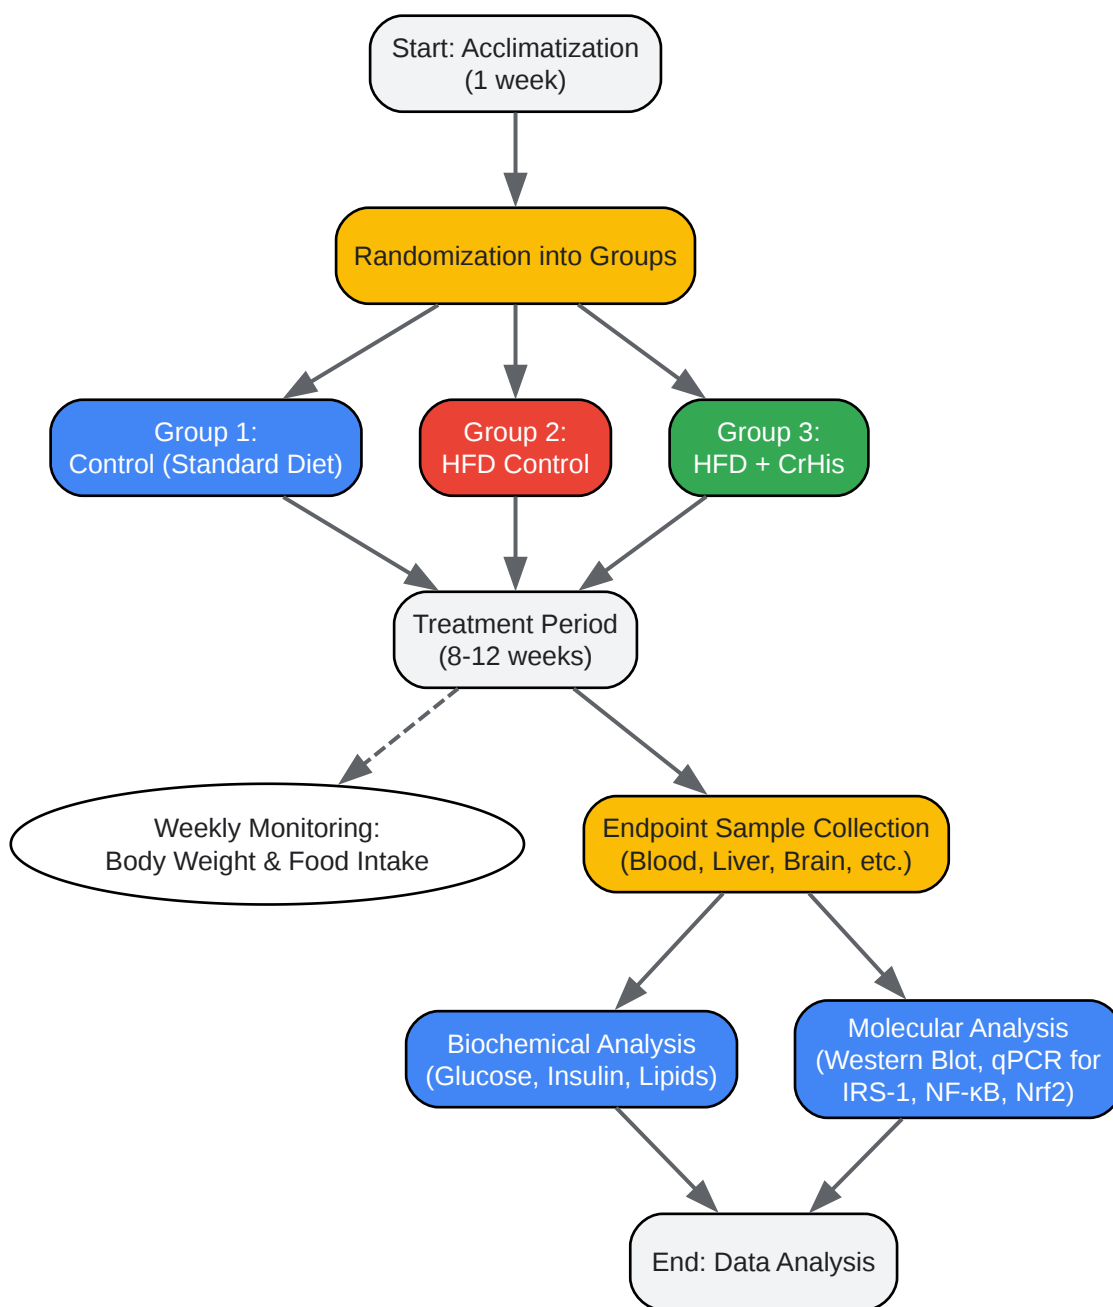 Start: Acclimatization
(1 week)
Randomization into Groups
Group 1:
Control (Standard Diet)
Group 2:
HFD Control
Group 3:
HFD + CrHis
Treatment Period
(8-12 weeks)
Weekly Monitoring:
Body Weight & Food Intake
Endpoint Sample Collection
(Blood, Liver, Brain, etc.)
Biochemical Analysis
(Glucose, Insulin, Lipids)
Molecular Analysis
(Western Blot, qPCR for
IRS-1, NF-κB, Nrf2)
End: Data Analysis